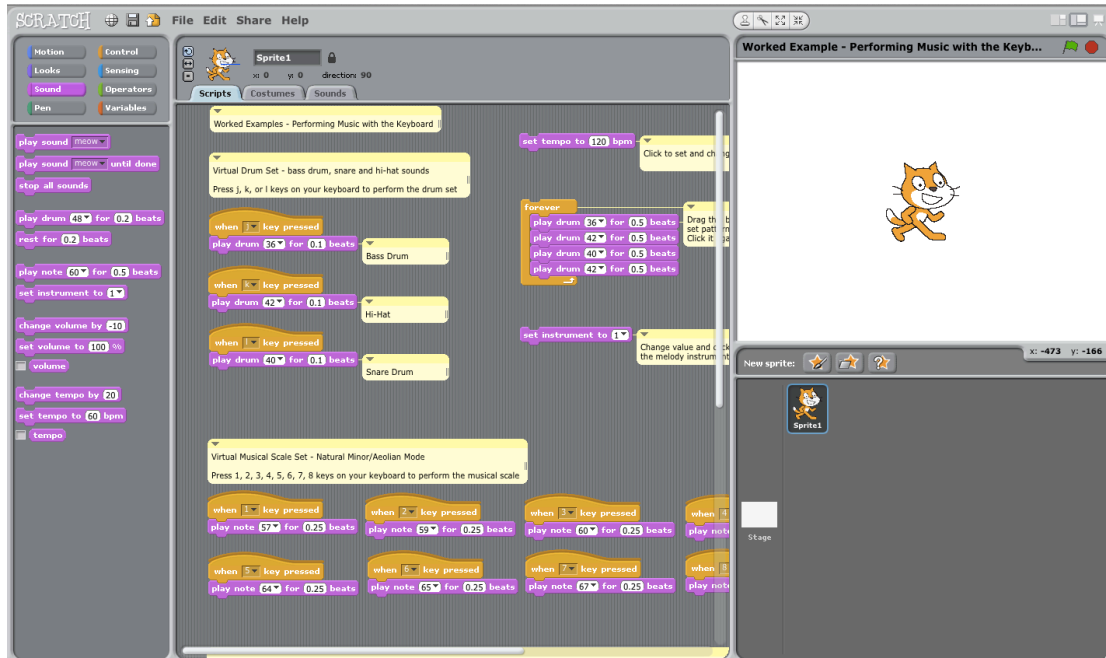 SCRATCH File Edit Share Help
Motion Control
Looks Sensing
Sound Operators
Pen Variables
play sound meow
play sound meow until done
stop all sounds
play drum 48 for 0.2 beats
rest for 0.2 beats
play note 60 for 0.5 beats
set instrument to 1
change volume by -10
set volume to 100 %
volume
change tempo by 20
set tempo to 60 bpm
tempo
Sprite1
x: 0 y: 0 direction: 90
Scripts Costumes Sounds
Worked Examples - Performing Music with the Keyboard
Virtual Drum Set - bass drum, snare and hi-hat sounds
Press j, k, or l keys on your keyboard to perform the drum set
when j key pressed
play drum 36 for 0.1 beats
Bass Drum
when k key pressed
play drum 42 for 0.1 beats
Hi-Hat
when l key pressed
play drum 40 for 0.1 beats
Snare Drum
set tempo to 120 bpm
Click to set and
forever
play drum 36 for 0.5 beats
play drum 42 for 0.5 beats
play drum 40 for 0.5 beats
play drum 42 for 0.5 beats
Drag the
set
Click it
set instrument to 1
Change value and
the melody instrument
Virtual Musical Scale Set - Natural Minor/Aeolian Mode
Press 1, 2, 3, 4, 5, 6, 7, 8 keys on your keyboard to perform the musical scale
when 1 key pressed
play note 57 for 0.25 beats
when 2 key pressed
play note 59 for 0.25 beats
when 3 key pressed
play note 60 for 0.25 beats
when 4
play
when 5 key pressed
play note 64 for 0.25 beats
when 6 key pressed
play note 65 for 0.25 beats
when 7 key pressed
play note 67 for 0.25 beats
when 8
play
Worked Example - Performing Music with the Keyb...
x: -473 y: -166
New sprite:
Sprite1
Stage